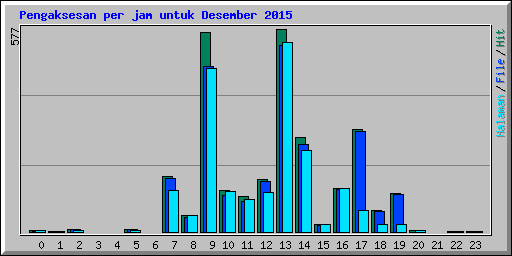 Pengaksesan per jam untuk Desember 2015
577
Halaman/File/Hit
0 1 2 3 4 5 6 7 8 9 10 11 12 13 14 15 16 17 18 19 20 21 22 23